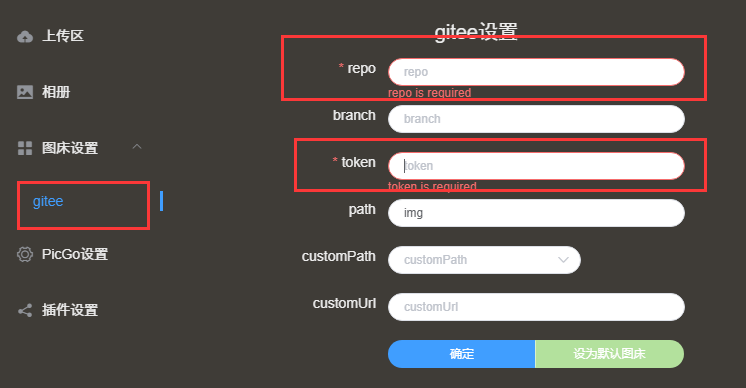 上传区
相册
图床设置
gitee
PicGo设置
插件设置
gitee设置
* repo
repo
repo is required
branch
branch
* token
token
token is required
path
img
customPath
customPath
customUrl
customUrl
确定
设为默认图床